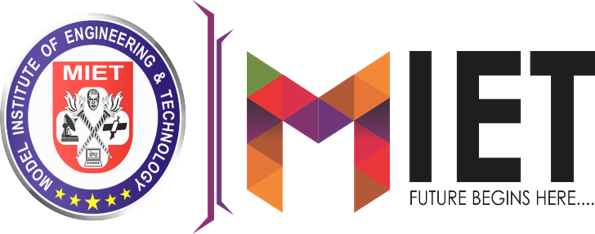 MODEL INSTITUTE OF ENGINEERING & TECHNOLOGY
MIET
MIET
FUTURE BEGINS HERE....